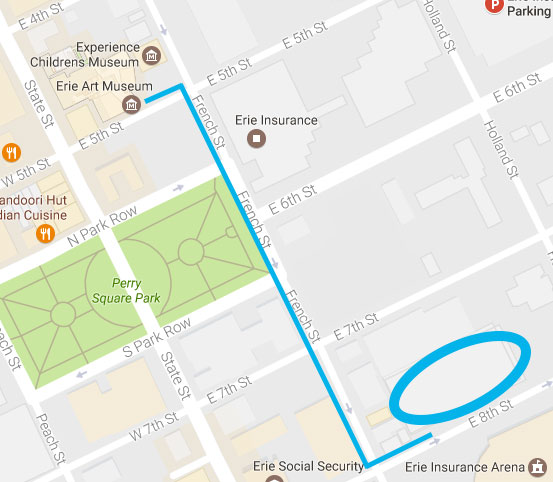 E 4th St
Holland St
Parking
Experience
Childrens Museum
E 5th St
State St
Erie Art Museum
E 5th St
French St
E 6th St
Erie Insurance
Holland St
W 5th St
andoori Hut
dian Cuisine
N Park Row
E 6th St
French St
Perry
Square Park
French St
E 7th St
S Park Row
State St
each St
E 7th St
Peach St
W 7th St
E 8th St
Erie Social Security
Erie Insurance Arena